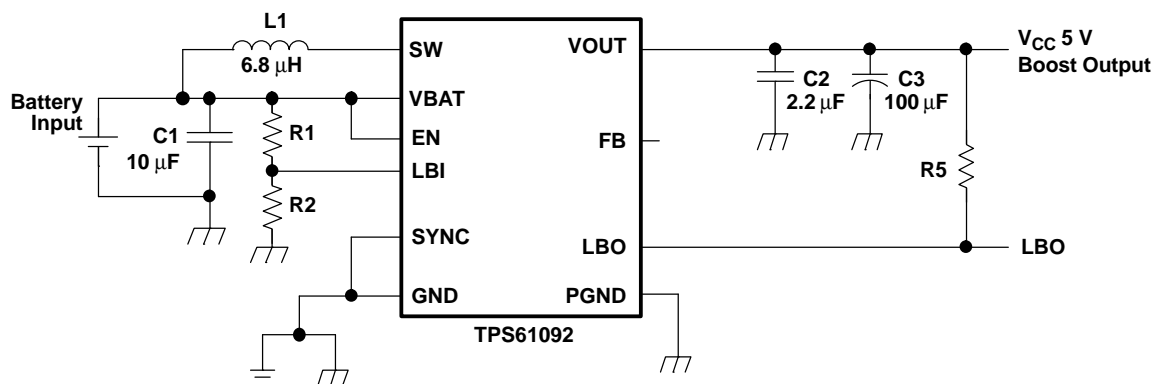 L1
6.8 µH
SW
VOUT
VCC 5 V
Boost Output
Battery
Input
C1
10 µF
VBAT
R1
EN
LBI
R2
SYNC
GND
FB
LBO
PGND
C2
2.2 µF
C3
100 µF
R5
LBO
TPS61092